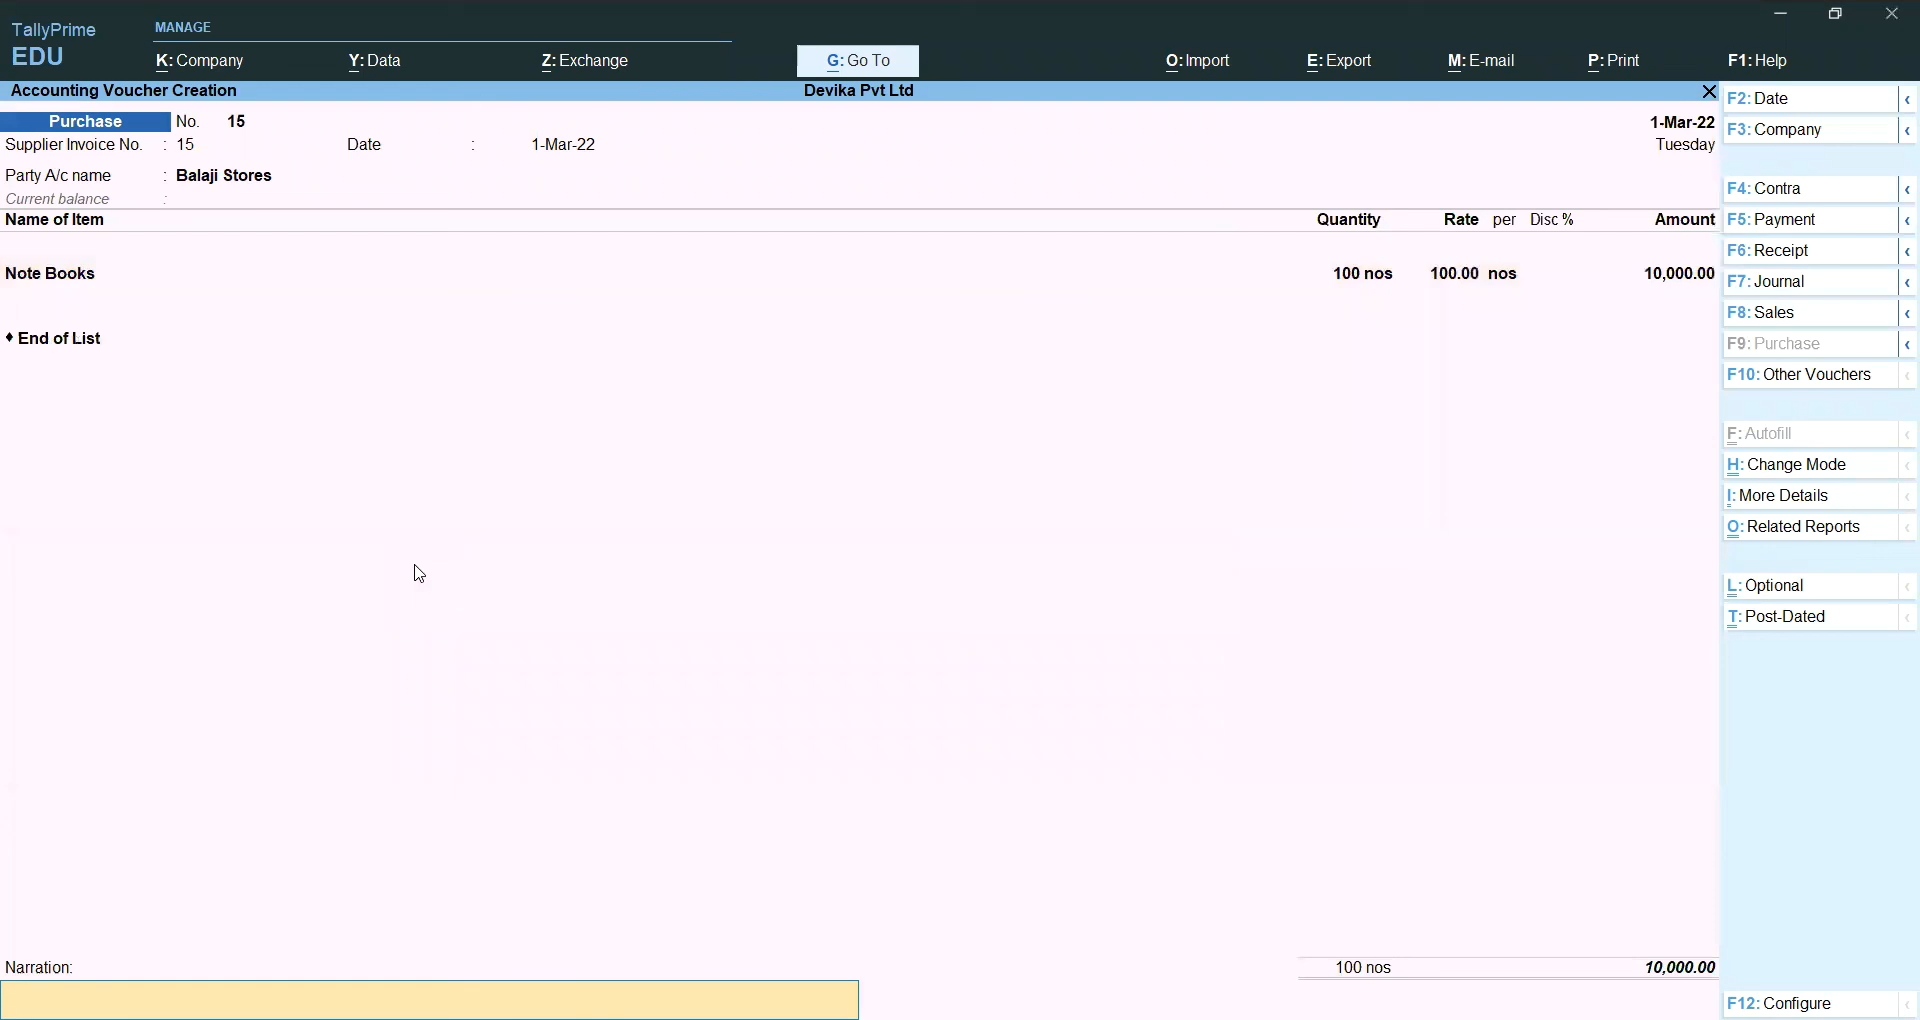 TallyPrime
EDU
MANAGE
K: Company Y: Data Z: Exchange G: Go To O: Import E: Export M: E-mail P: Print F1: Help
Accounting Voucher Creation Devika Pvt Ltd
Purchase No. 15 1-Mar-22
Supplier Invoice No. : 15 Date : 1-Mar-22 Tuesday
Party A/c name : Balaji Stores
Current balance :
Name of Item Quantity Rate per Disc % Amount
Note Books 100 nos 100.00 nos 10,000.00
♦ End of List
Narration: 100 nos 10,000.00
F2: Date
F3: Company
F4: Contra
F5: Payment
F6: Receipt
F7: Journal
F8: Sales
F9: Purchase
F10: Other Vouchers
F: Autofill
H: Change Mode
I: More Details
O: Related Reports
L: Optional
T: Post-Dated
F12: Configure